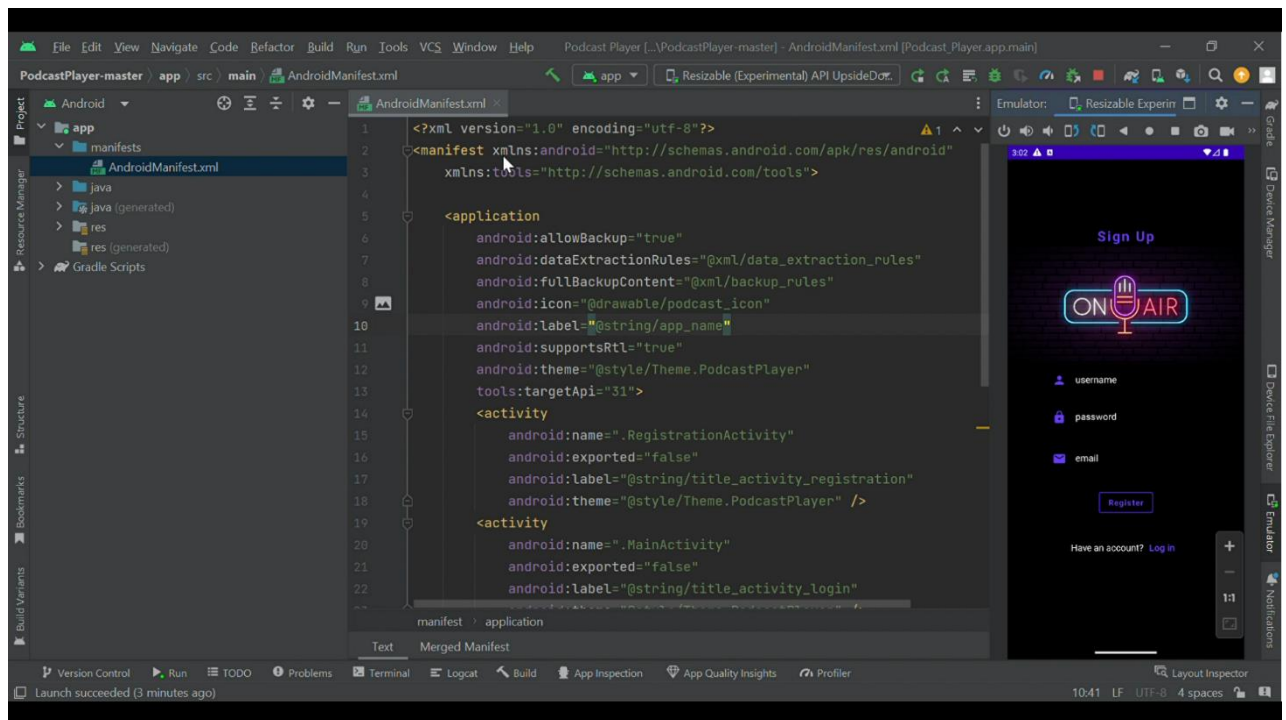 File Edit View Navigate Code Refactor Build Run Tools VCS Window Help Podcast Player [...\PodcastPlayer-master] - AndroidManifest.xml [Podcast_Player.app.main]
PodcastPlayer-master app src main AndroidManifest.xml app Resizable (Experimental) API
Android AndroidManifest.xml Emulator: Resizable Experim
Project
Resource Manager
Structure
Bookmarks
Build Variants
app
manifests
AndroidManifest.xml
java
java (generated)
res
res (generated)
Gradle Scripts
1 <?xml version="1.0" encoding="utf-8"?>
2 <manifest xmlns:android="http://schemas.android.com/apk/res/android"
3 xmlns:tools="http://schemas.android.com/tools">
4
5 <application
6 android:allowBackup="true"
7 android:dataExtractionRules="@xml/data_extraction_rules"
8 android:fullBackupContent="@xml/backup_rules"
9 android:icon="@drawable/podcast_icon"
10 android:label="@string/app_name"
11 android:supportsRtl="true"
12 android:theme="@style/Theme.PodcastPlayer"
13 tools:targetApi="31">
14 <activity
15 android:name=".RegistrationActivity"
16 android:exported="false"
17 android:label="@string/title_activity_registration"
18 android:theme="@style/Theme.PodcastPlayer" />
19 <activity
20 android:name=".MainActivity"
21 android:exported="false"
22 android:label="@string/title_activity_login"
1
manifest application
Text Merged Manifest
3:02
Sign Up
ON AIR
username
password
email
Register
Have an account? Log in
1:1
Gradle
Device Manager
Device File Explorer
Emulator
Notifications
Version Control Run TODO Problems Terminal Logcat Build App Inspection App Quality Insights Profiler Layout Inspector
Launch succeeded (3 minutes ago) 10:41 LF UTF-8 4 spaces